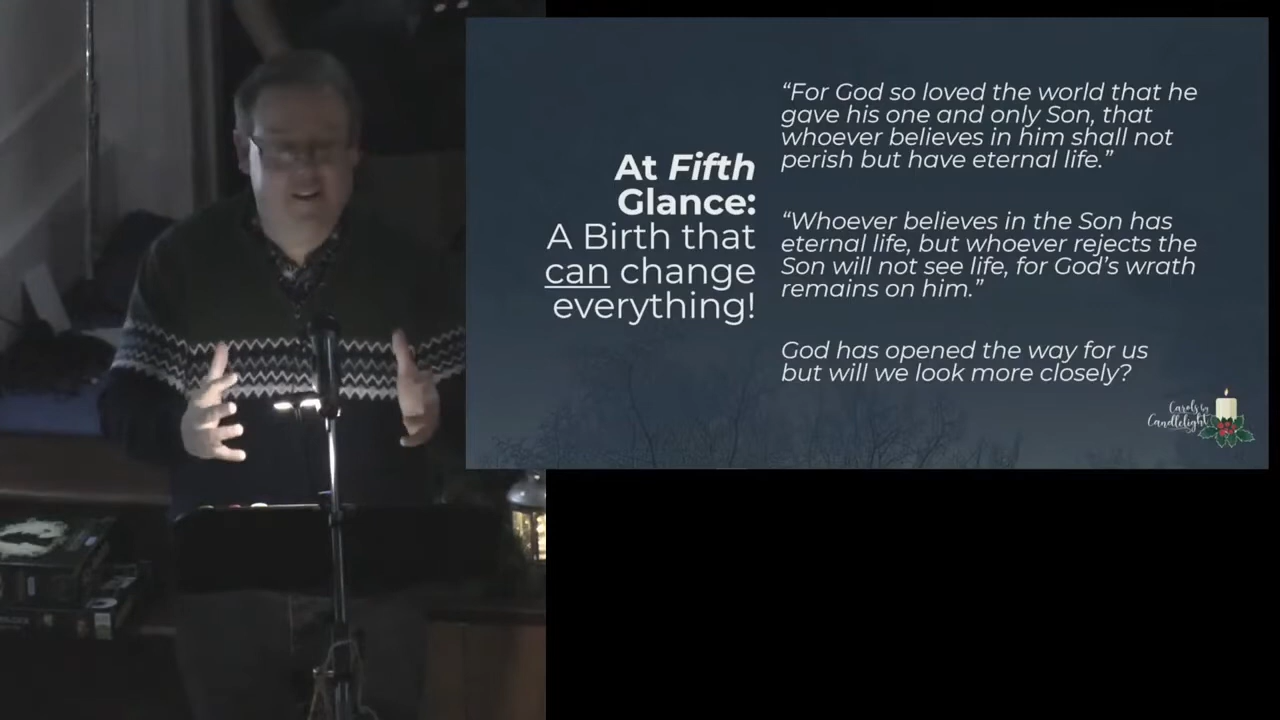 At Fifth
Glance:
A Birth that
can change
everything!
“For God so loved the world that he
gave his one and only Son, that
whoever believes in him shall not
perish but have eternal life.”
“Whoever believes in the Son has
eternal life, but whoever rejects the
Son will not see life, for God’s wrath
remains on him.”
God has opened the way for us
but will we look more closely?
Carols by
Candlelight